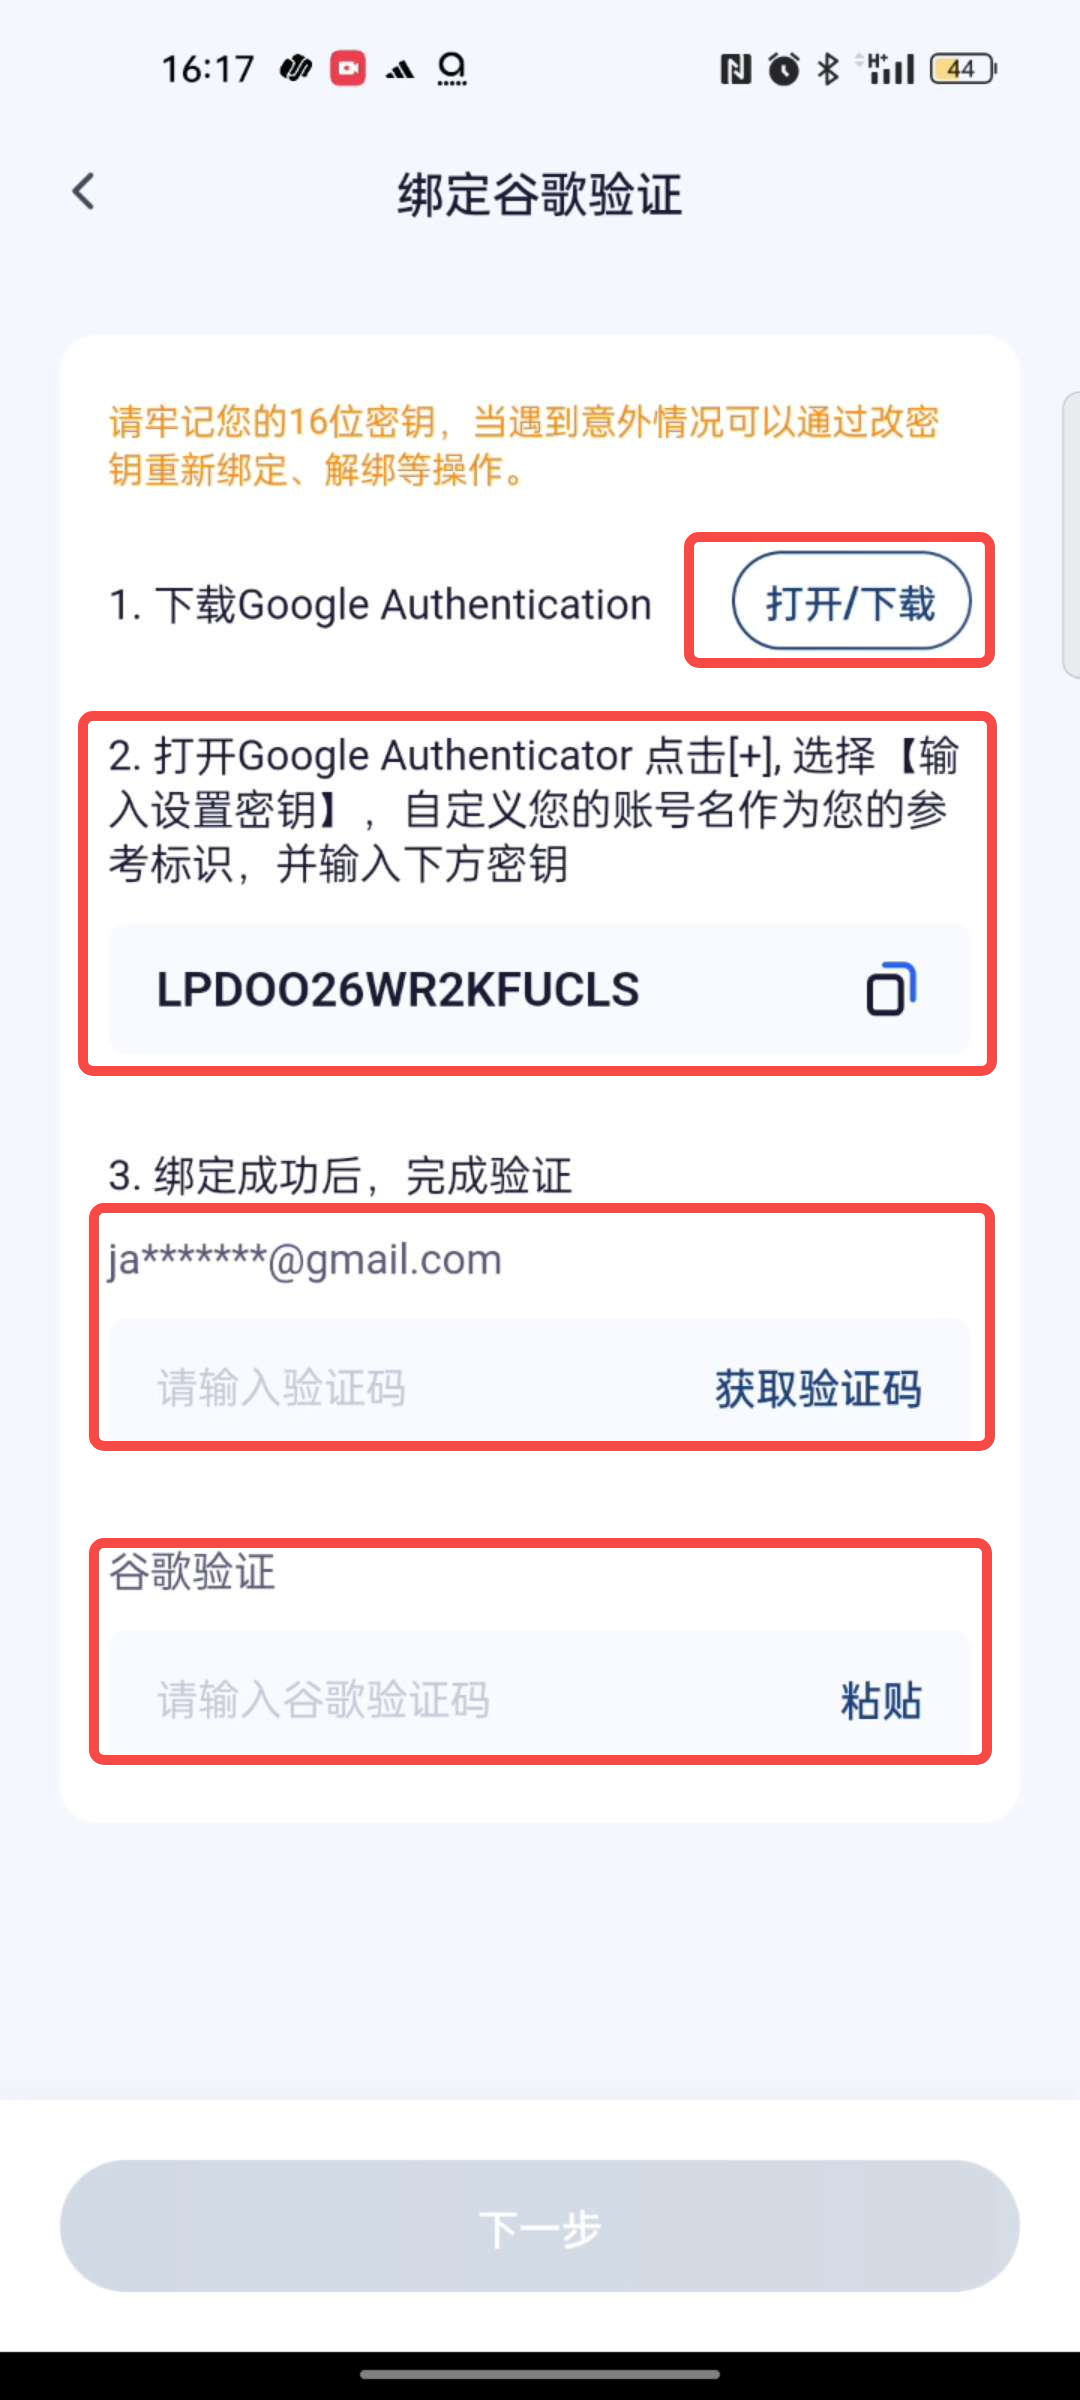 16:17
H+
44
绑定谷歌验证
请牢记您的16位密钥，当遇到意外情况可以通过改密
钥重新绑定、解绑等操作。
1. 下载Google Authentication
打开/下载
2. 打开Google Authenticator 点击[+], 选择【输
入设置密钥】，自定义您的账号名作为您的参
考标识，并输入下方密钥
LPDOO26WR2KFUCLS
3. 绑定成功后，完成验证
ja*******@gmail.com
请输入验证码
获取验证码
谷歌验证
请输入谷歌验证码
粘贴
下一步